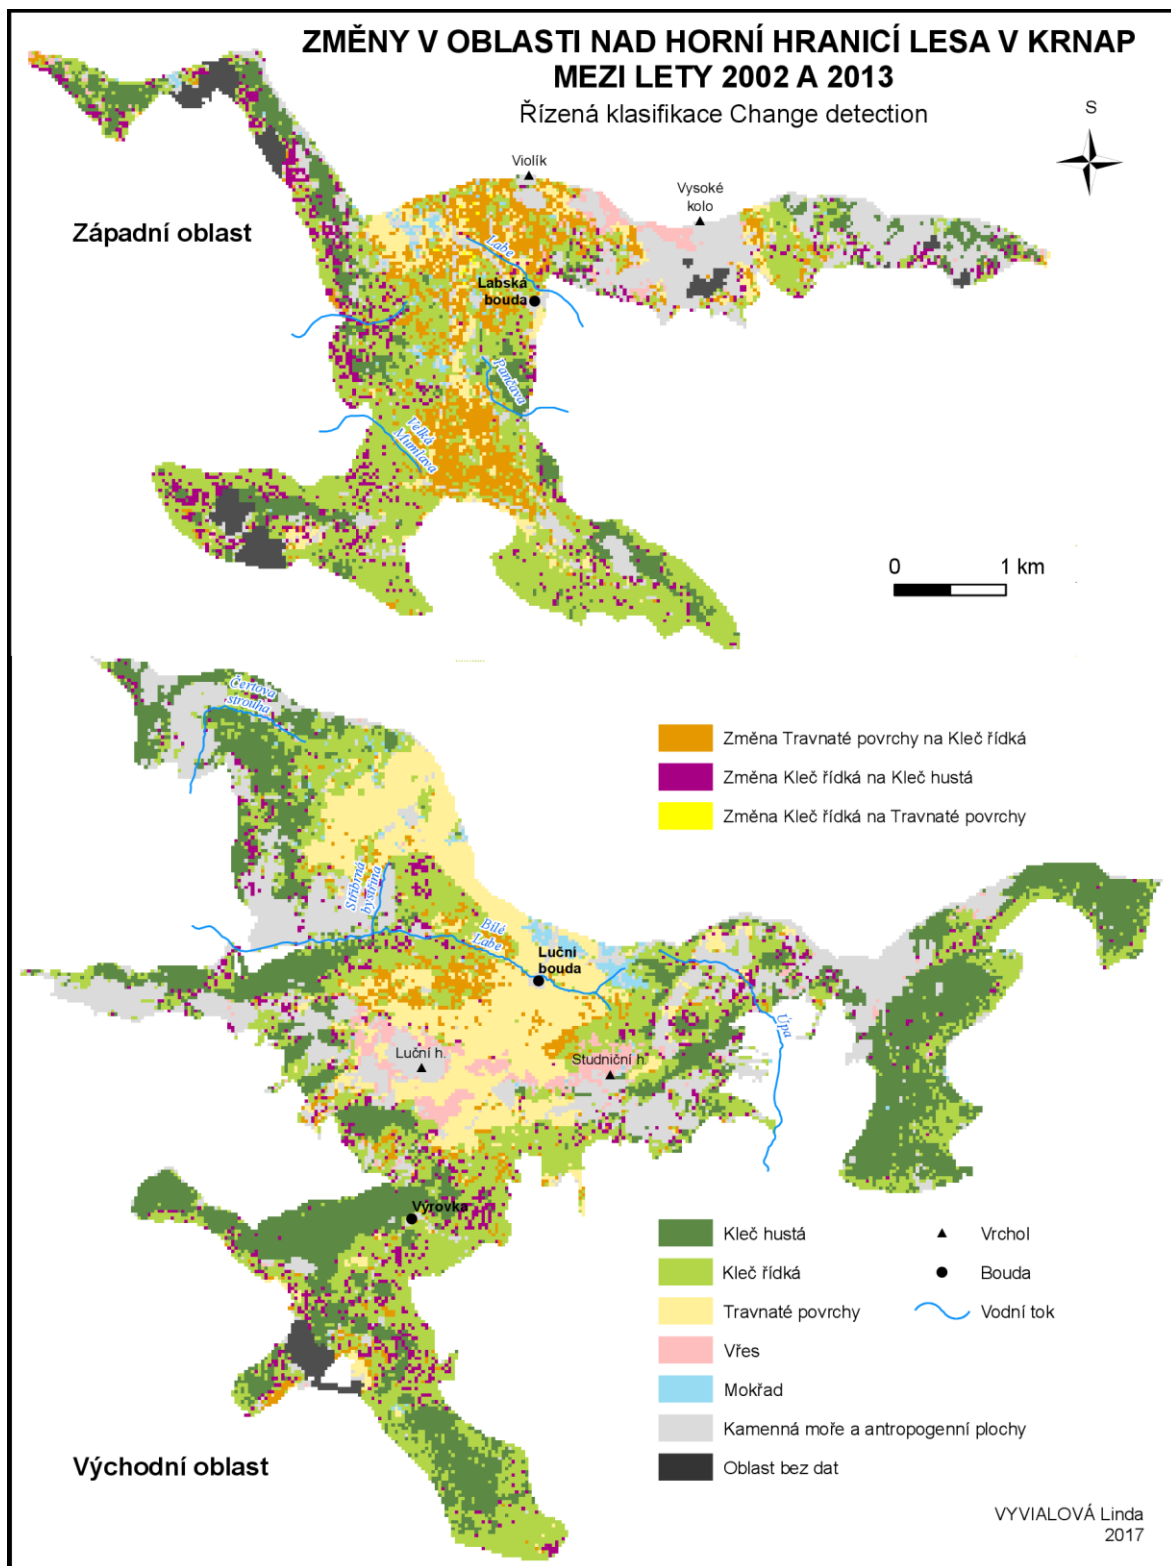 ZMĚNY V OBLASTI NAD HORNÍ HRANICÍ LESA V KRNAP
MEZI LETY 2002 A 2013
Řízená klasifikace Change detection
S
Violík
Vysoké
kolo
Západní oblast
Labe
Labská
bouda
Pančava
Velká
Mumlava
0 1 km
Čertova
strouha
Změna Travnaté povrchy na Kleč řídká
Změna Kleč řídká na Kleč hustá
Změna Kleč řídká na Travnaté povrchy
Stříbrná
bystřina
Bílé
Labe
Luční
bouda
Úpa
Luční h.
Studniční h.
Výrovka
Kleč hustá
Kleč řídká
Travnaté povrchy
Vřes
Mokřad
Kamenná moře a antropogenní plochy
Oblast bez dat
Vrchol
Bouda
Vodní tok
Východní oblast
VYVIALOVÁ Linda
2017